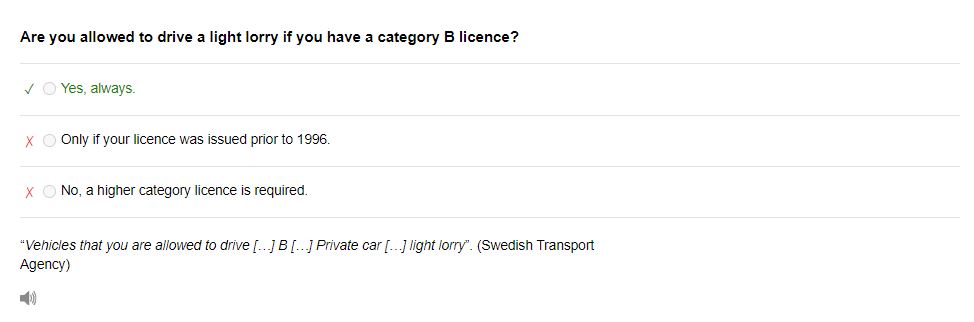 Are you allowed to drive a light lorry if you have a category B licence?
✓ Yes, always.
X Only if your licence was issued prior to 1996.
X No, a higher category licence is required.
“Vehicles that you are allowed to drive […] B […] Private car […] light lorry”. (Swedish Transport
Agency)